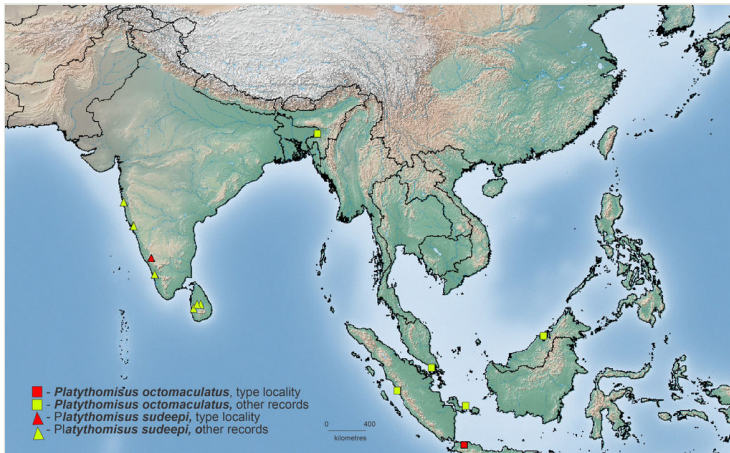 - Platythomisus octomaculatus, type locality
- Platythomisus octomaculatus, other records
- Platythomisus sudeepi, type locality
- Platythomisus sudeepi, other records
0 400
kilometres